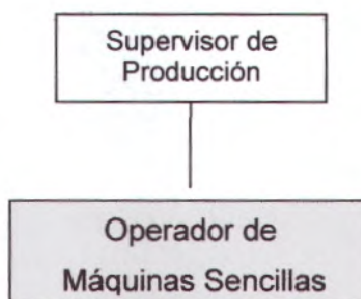 Supervisor de
Producción
Operador de
Máquinas Sencillas